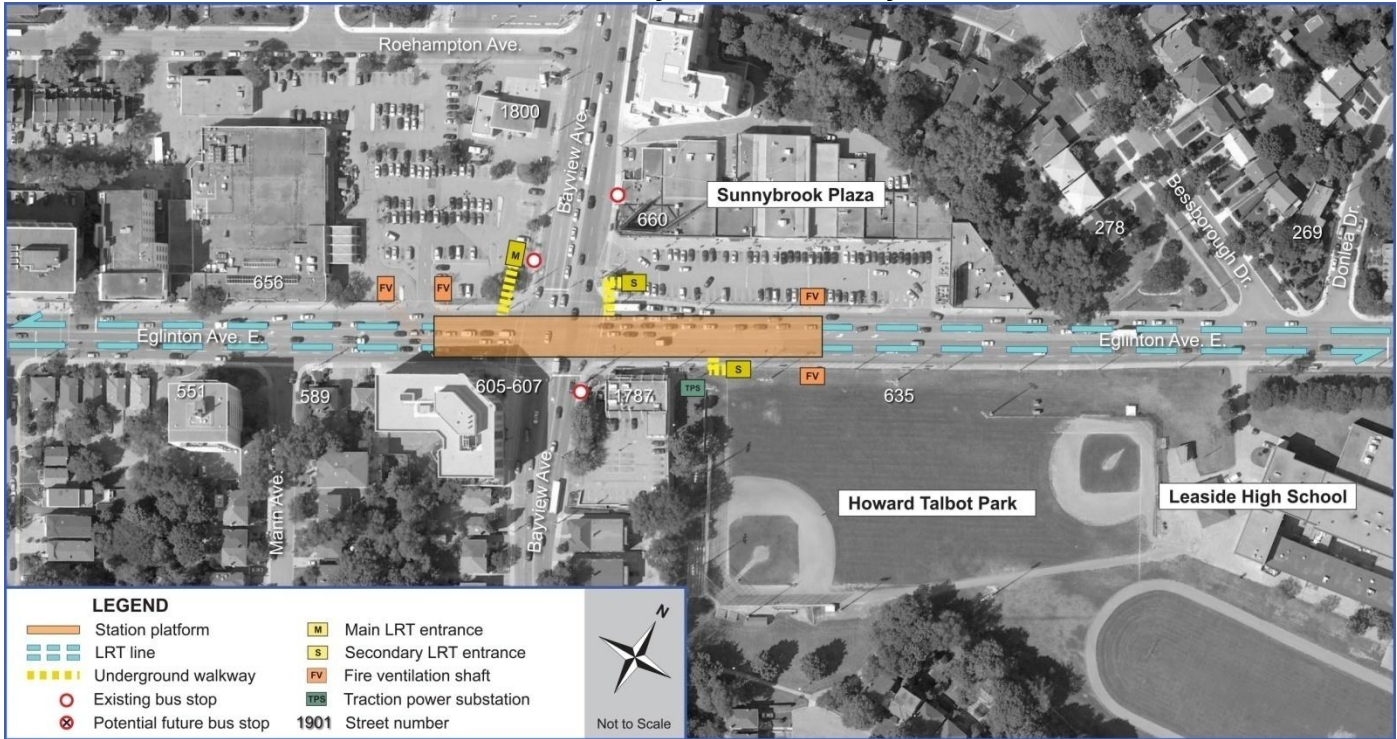 Roehampton Ave.
1800
Bayview Ave.
Sunnybrook Plaza
660
278
Bessborough Dr.
269
Donlea Dr.
M
S
656
FV
FV
FV
Eglinton Ave. E.
Eglinton Ave. E.
551
589
605-607
1787
TPS
S
FV
635
Mann Ave.
Bayview Ave.
Howard Talbot Park
Leaside High School
LEGEND
Station platform
LRT line
Underground walkway
Existing bus stop
Potential future bus stop
M Main LRT entrance
S Secondary LRT entrance
FV Fire ventilation shaft
TPS Traction power substation
1901 Street number
N
Not to Scale